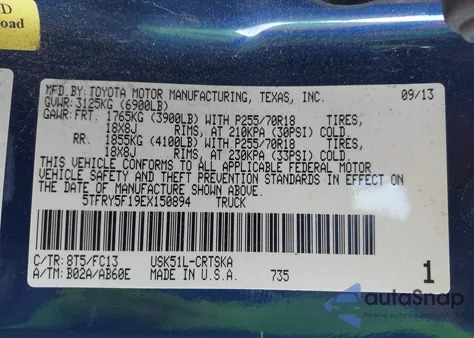 D
oad
MFD. BY: TOYOTA MOTOR MANUFACTURING, TEXAS, INC. 09/13
GVWR: 3125KG (6900LB)
GAWR: FRT. 1765KG (3900LB) WITH P255/70R18 TIRES,
18X8J RIMS, AT 210KPA (30PSI) COLD.
RR. 1855KG (4100LB) WITH P255/70R18 TIRES,
18X8J RIMS, AT 230KPA (33PSI) COLD.
THIS VEHICLE CONFORMS TO ALL APPLICABLE FEDERAL MOTOR
VEHICLE SAFETY AND THEFT PREVENTION STANDARDS IN EFFECT ON
THE DATE OF MANUFACTURE SHOWN ABOVE.
5TFRY5F19EX150894 TRUCK
C/TR: 8T5/FC13 USK51L-CRTSKA
A/TM: B02A/AB60E MADE IN U.S.A. 735 1
autoSnap